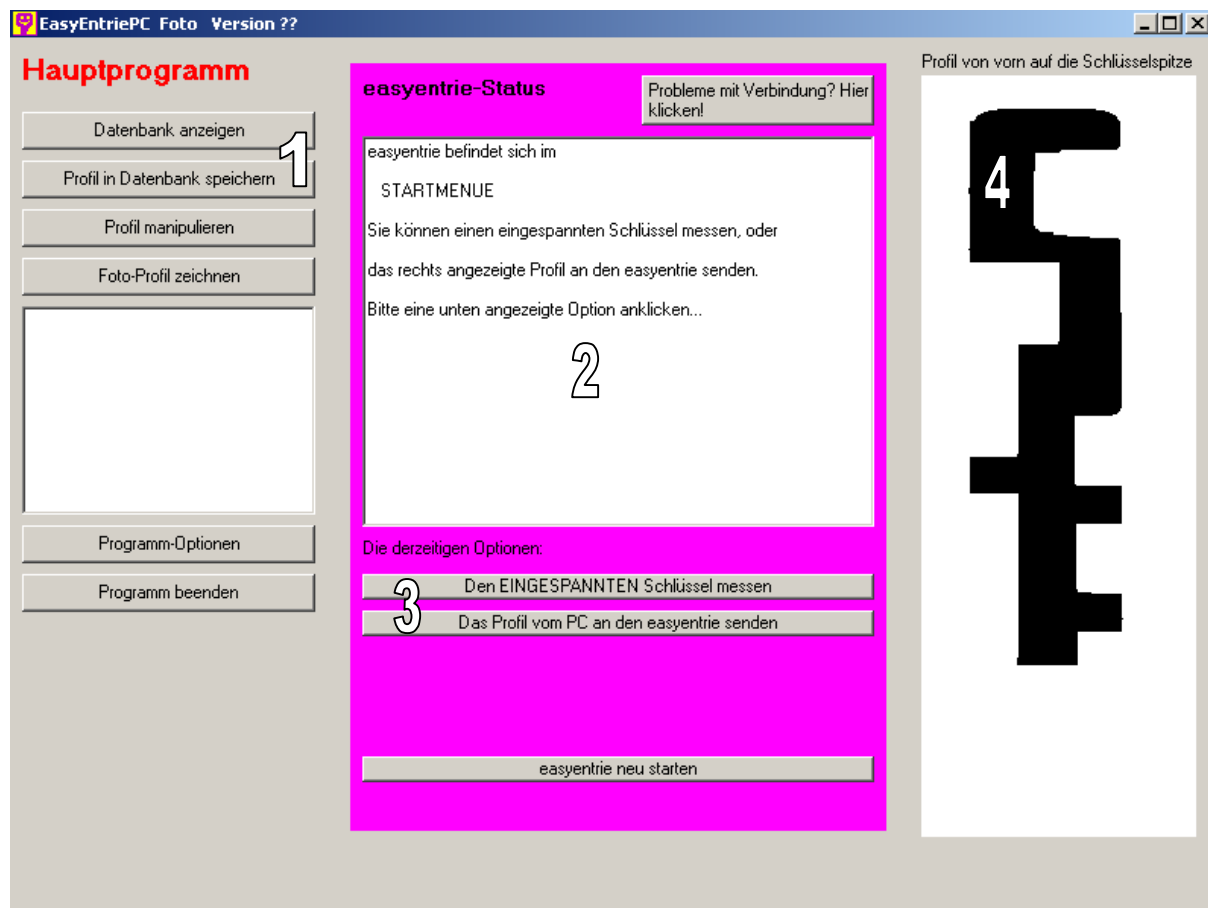 EasyEntriePC Foto Version ??
Hauptprogramm
Datenbank anzeigen
1
Profil in Datenbank speichern
Profil manipulieren
Foto-Profil zeichnen
Programm-Optionen
Programm beenden
easyentrie-Status
Probleme mit Verbindung? Hier
klicken!
easyentrie befindet sich im
STARTMENUE
Sie können einen eingespannten Schlüssel messen, oder
das rechts angezeigte Profil an den easyentrie senden.
Bitte eine unten angezeigte Option anklicken...
2
Die derzeitigen Optionen:
Den EINGESPANNTEN Schlüssel messen
3
Das Profil vom PC an den easyentrie senden
easyentrie neu starten
Profil von vorn auf die Schlüsselspitze
4